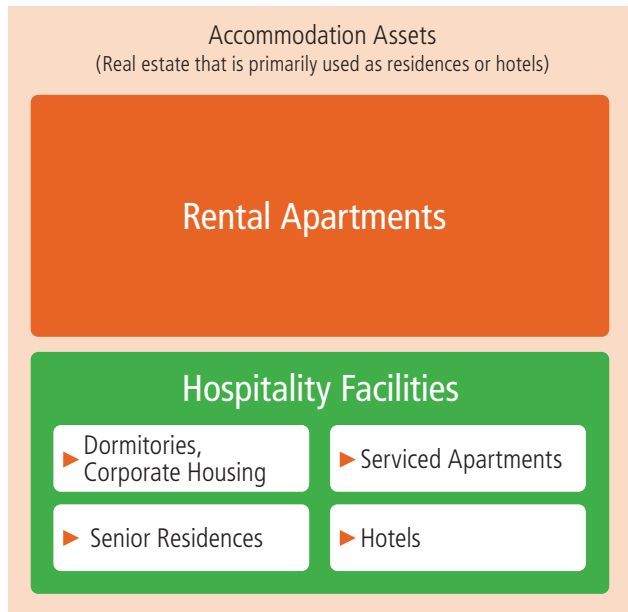 Accommodation Assets
(Real estate that is primarily used as residences or hotels)
Rental Apartments
Hospitality Facilities
Dormitories,
Corporate Housing
Serviced Apartments
Senior Residences
Hotels